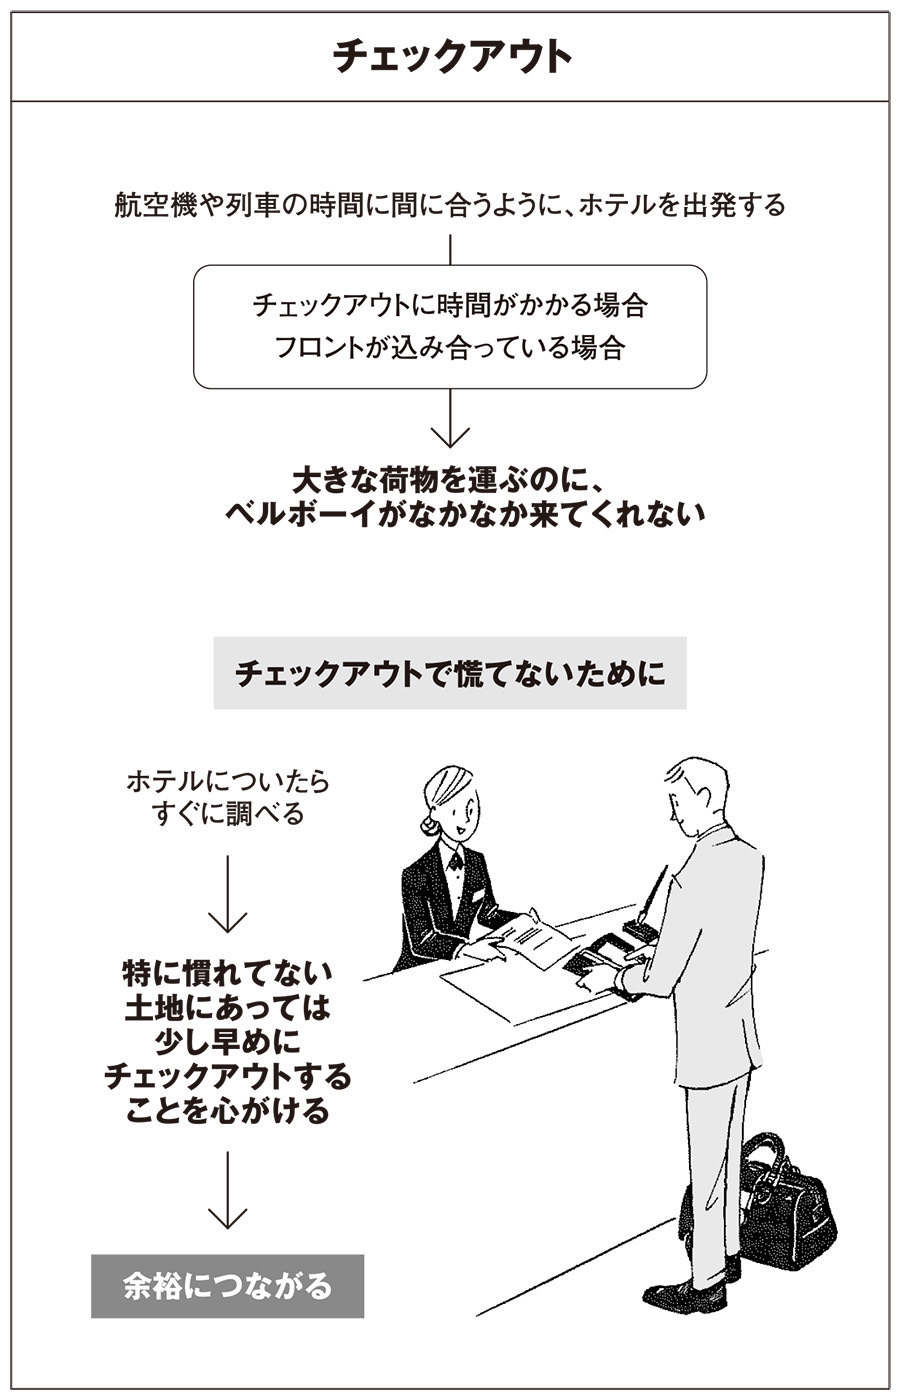 チェックアウト
航空機や列車の時間に間に合うように、ホテルを出発する
チェックアウトに時間がかかる場合
フロントが込み合っている場合
大きな荷物を運ぶのに、
ベルボーイがなかなか来てくれない
チェックアウトで慌てないために
ホテルについたら
すぐに調べる
特に慣れてない
土地にあっては
少し早めに
チェックアウトする
ことを心がける
余裕につながる